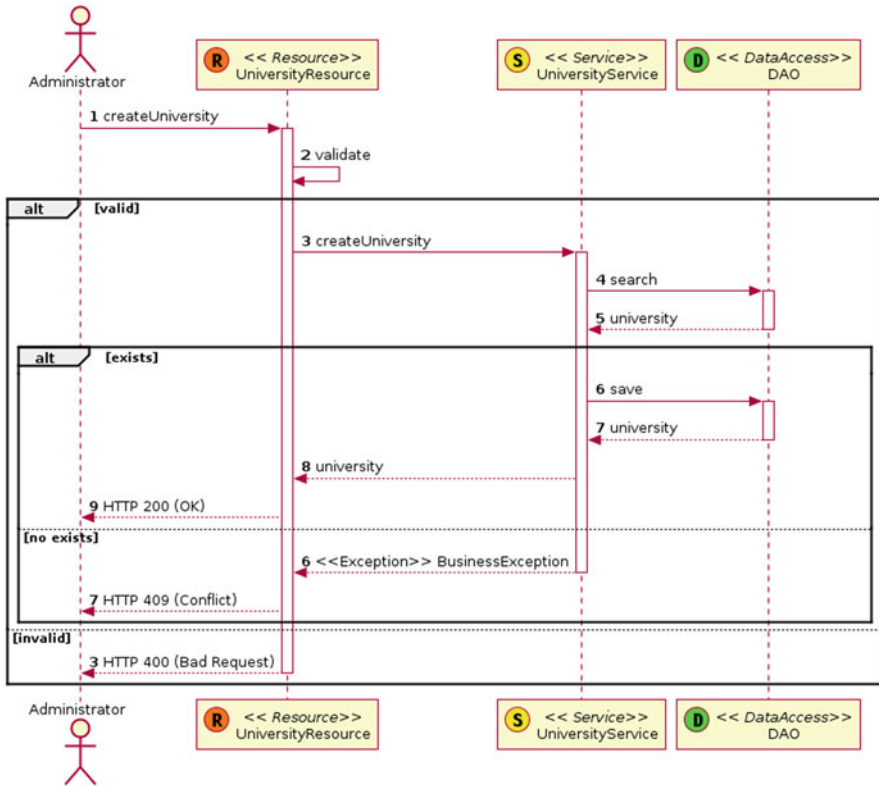 Administrator
R << Resource>>
UniversityResource
S << Service>>
UniversityService
D << DataAccess>>
DAO
1 createUniversity
2 validate
alt [valid]
3 createUniversity
4 search
5 university
alt [exists]
6 save
7 university
8 university
9 HTTP 200 (OK)
[no exists]
6 <<Exception>> BusinessException
7 HTTP 409 (Conflict)
[invalid]
3 HTTP 400 (Bad Request)
Administrator
R << Resource>>
UniversityResource
S << Service>>
UniversityService
D << DataAccess>>
DAO